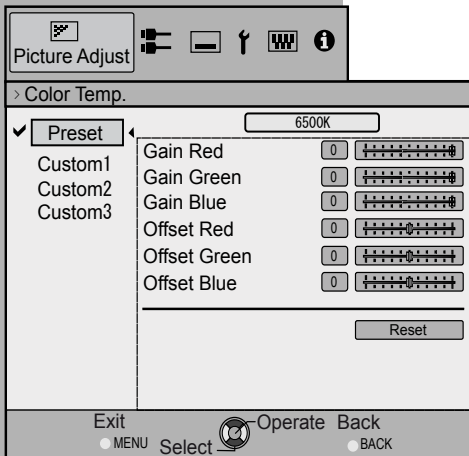 Picture Adjust
> Color Temp.
6500K
Preset
Custom1
Custom2
Custom3
Gain Red 0
Gain Green 0
Gain Blue 0
Offset Red 0
Offset Green 0
Offset Blue 0
Reset
Exit
MENU
Select
Operate
Back
BACK